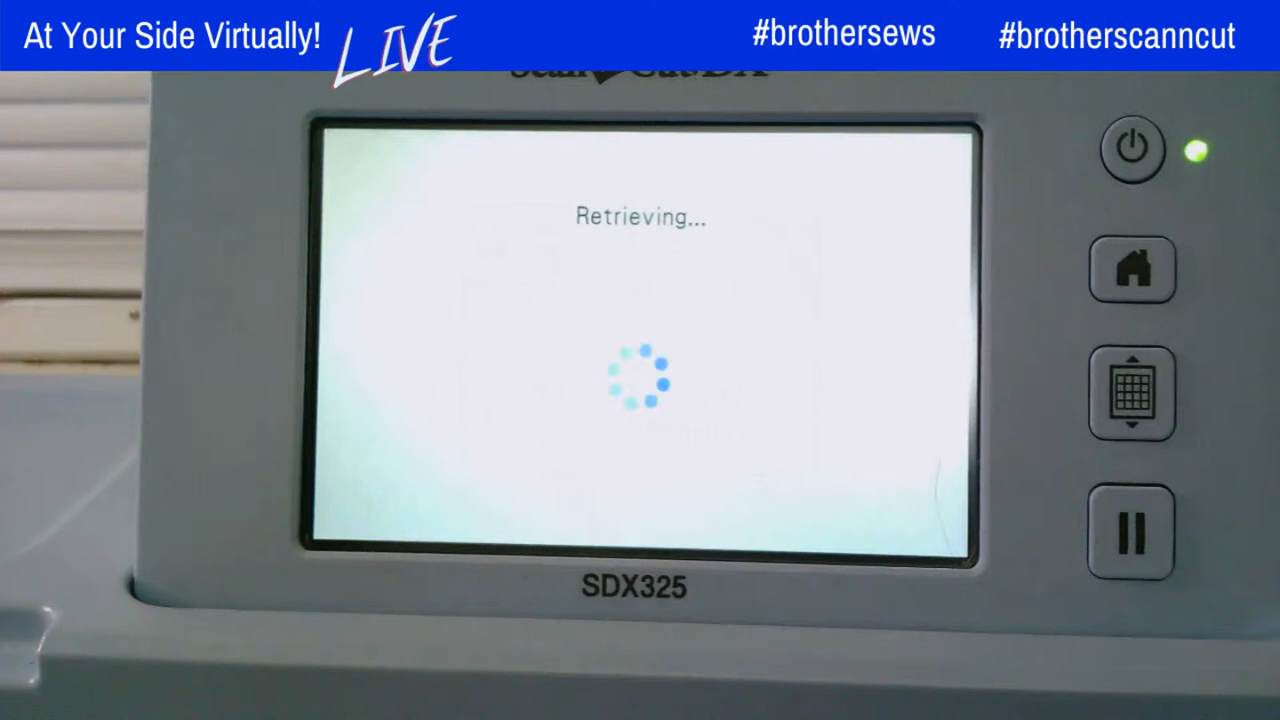 At Your Side Virtually!
LIVE
#brothersews
#brotherscanncut
Retrieving...
SDX325